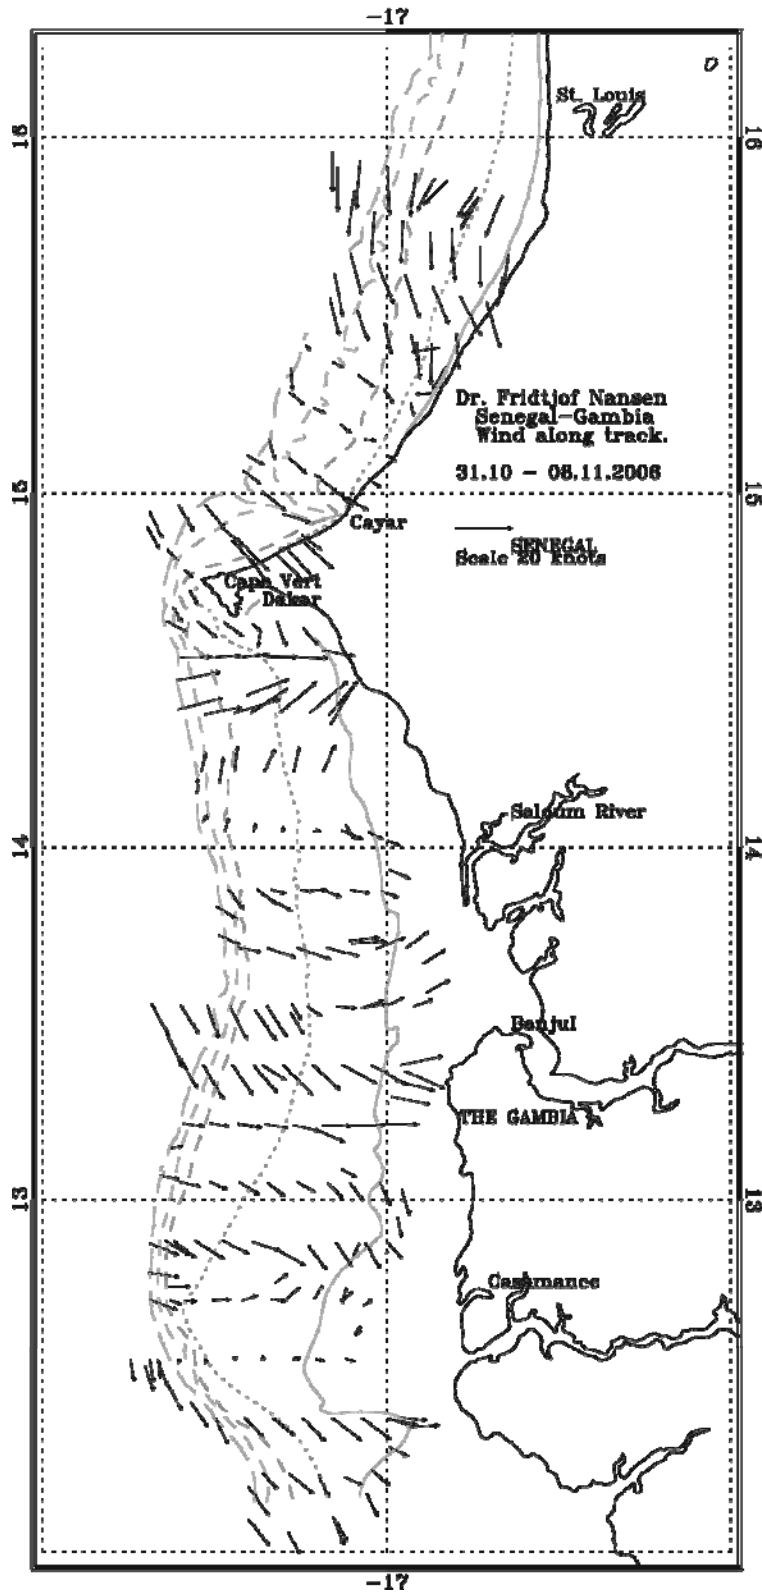 -17
D
St. Louis
16
16
Dr. Fridtjof Nansen
Senegal-Gambia
Wind along track.
31.10 - 08.11.2006
15
15
Cayar
SENEGAL
Scale 20 knots
Cape Vert
Dakar
Saloum River
14
14
Banjul
THE GAMBIA
13
13
Casamance
-17